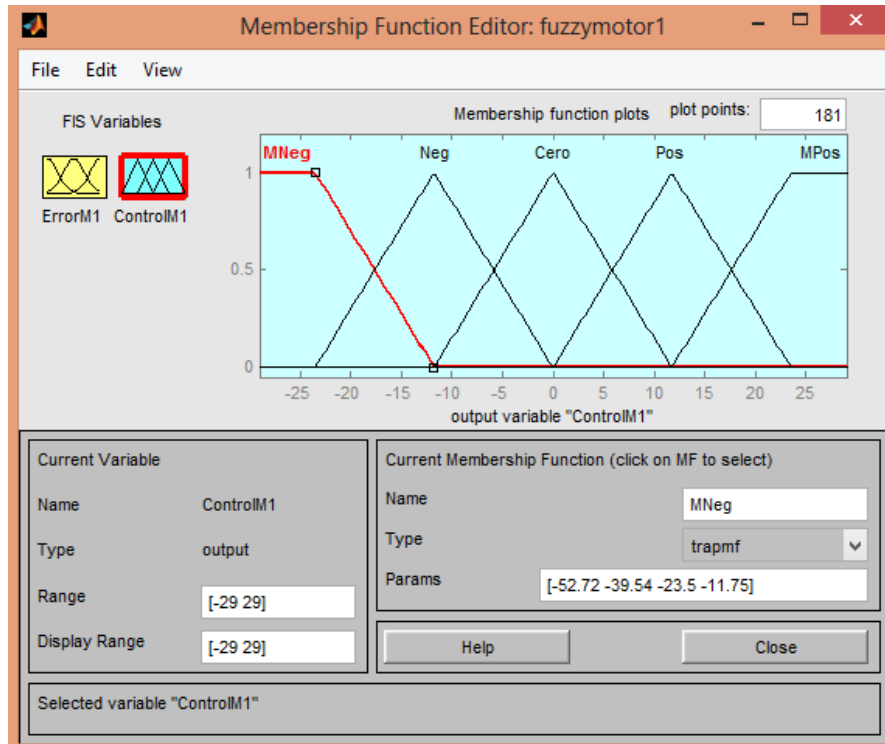 Membership Function Editor: fuzzymotor1
File Edit View
FIS Variables
Membership function plots plot points: 181
ErrorM1 ControlM1
MNeg Neg Cero Pos MPos
1
0.5
0
-25 -20 -15 -10 -5 0 5 10 15 20 25
output variable "ControlM1"
Current Variable
Name ControlM1
Type output
Range [-29 29]
Display Range [-29 29]
Current Membership Function (click on MF to select)
Name MNeg
Type trapmf
Params [-52.72 -39.54 -23.5 -11.75]
Help Close
Selected variable "ControlM1"